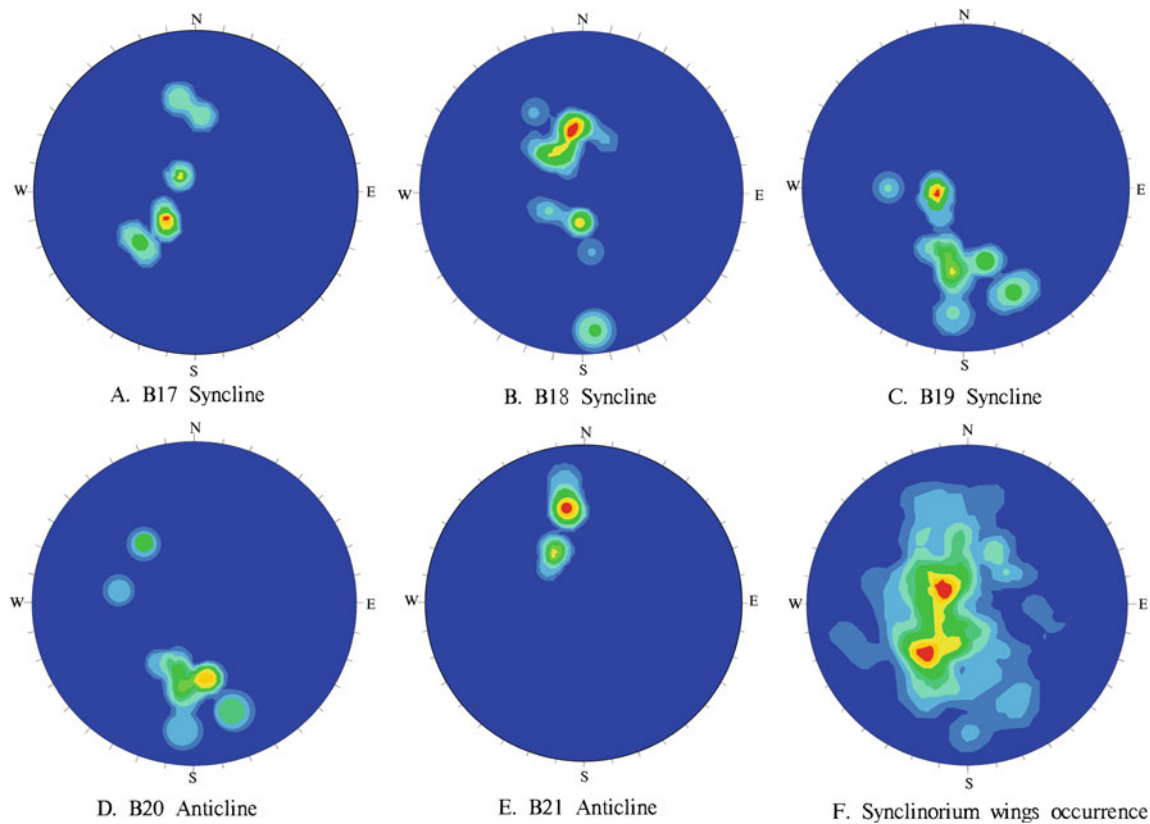 N
W
E
S
A. B17 Syncline
N
W
E
S
B. B18 Syncline
N
W
E
S
C. B19 Syncline
N
W
E
S
D. B20 Anticline
N
W
E
S
E. B21 Anticline
N
W
E
S
F. Synclinorium wings occurrence